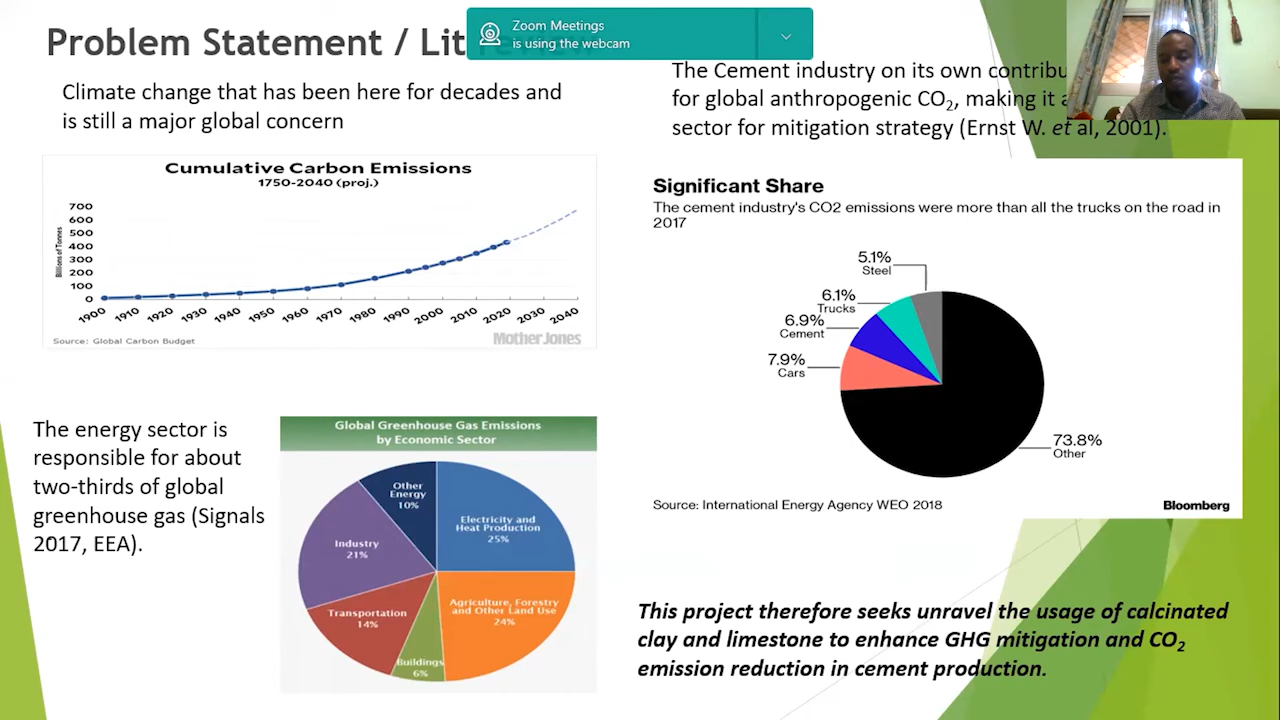 Problem Statement / Lit
Zoom Meetings
is using the webcam
Climate change that has been here for decades and
is still a major global concern
Cumulative Carbon Emissions
1750-2040 (proj.)
Billions of Tonnes
700
600
500
400
300
200
100
0
1900 1910 1920 1930 1940 1950 1960 1970 1980 1990 2000 2010 2020 2030 2040
Source: Global Carbon Budget
Mother Jones
The energy sector is
responsible for about
two-thirds of global
greenhouse gas (Signals
2017, EEA).
Global Greenhouse Gas Emissions
by Economic Sector
Other
Energy
10%
Electricity and
Heat Production
25%
Industry
21%
Agriculture, Forestry
and Other Land Use
24%
Transportation
14%
Buildings
6%
The Cement industry on its own
for global anthropogenic CO₂, making it
sector for mitigation strategy (Ernst W. et al, 2001).
Significant Share
The cement industry's CO2 emissions were more than all the trucks on the road in
2017
5.1%
Steel
6.1%
Trucks
6.9%
Cement
7.9%
Cars
73.8%
Other
Source: International Energy Agency WEO 2018
Bloomberg
This project therefore seeks unravel the usage of calcinated
clay and limestone to enhance GHG mitigation and CO₂
emission reduction in cement production.